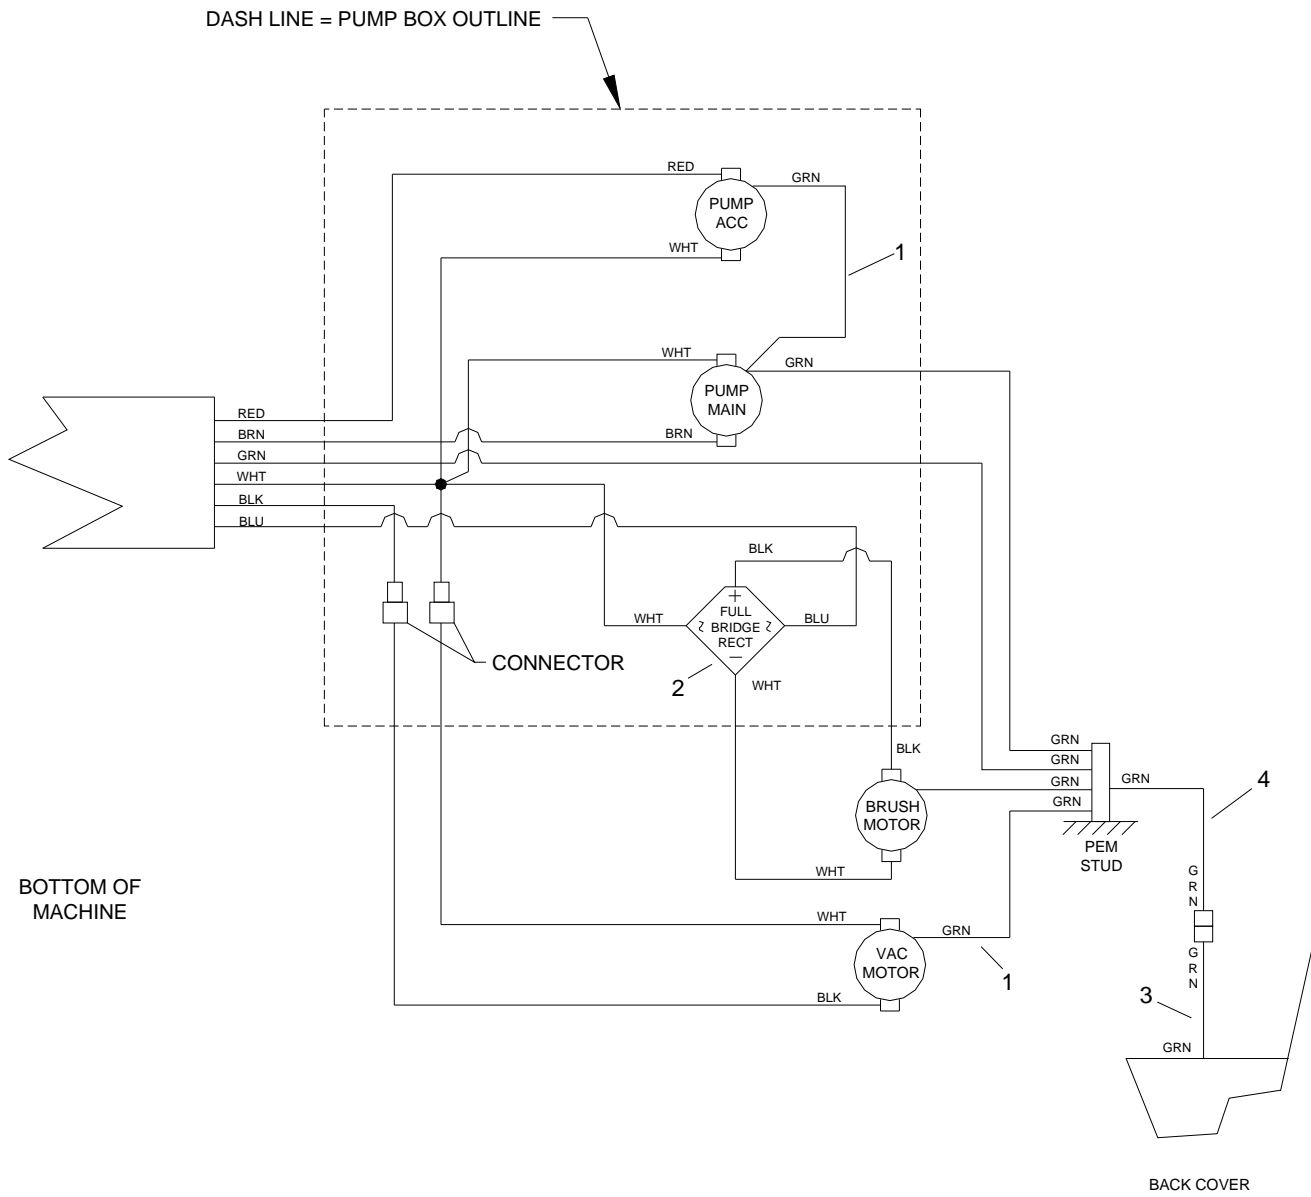 DASH LINE = PUMP BOX OUTLINE
RED
GRN
PUMP
ACC
WHT
1
WHT
GRN
PUMP
MAIN
RED
BRN
BRN
GRN
WHT
BLK
BLU
BLK
+
FULL
~ BRIDGE ~
RECT
−
WHT
BLU
CONNECTOR
2
WHT
BLK
GRN
GRN
GRN
GRN
GRN
4
BRUSH
MOTOR
PEM
STUD
WHT
G
R
N
BOTTOM OF
MACHINE
WHT
GRN
VAC
MOTOR
G
R
N
1
BLK
3
GRN
BACK COVER